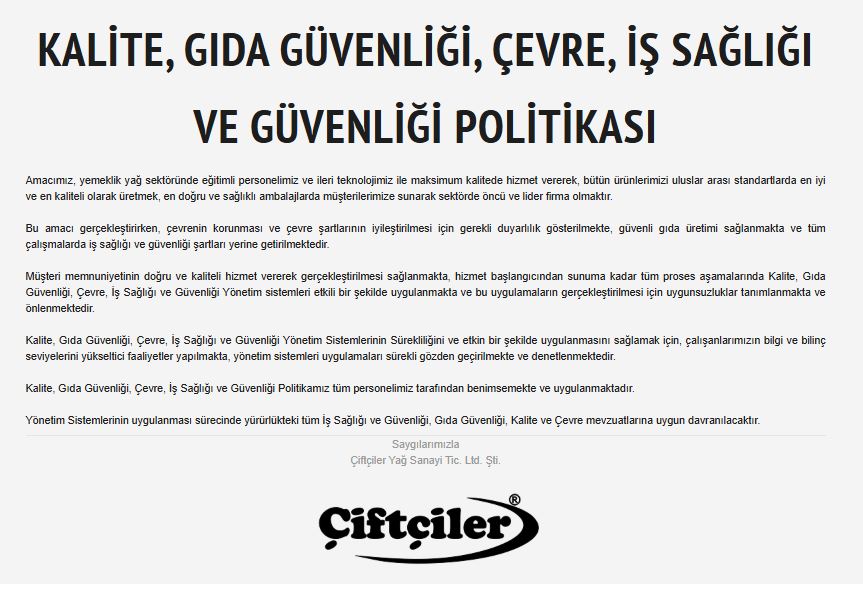 KALİTE, GIDA GÜVENLİĞİ, ÇEVRE, İŞ SAĞLIĞI
VE GÜVENLİĞİ POLİTİKASI
Amacımız, yemeklik yağ sektöründe eğitimli personelimiz ve ileri teknolojimiz ile maksimum kalitede hizmet vererek, bütün ürünlerimizi uluslar arası standartlarda en iyi
ve en kaliteli olarak üretmek, en doğru ve sağlıklı ambalajlarda müşterilerimize sunarak sektörde öncü ve lider firma olmaktır.
Bu amacı gerçekleştirirken, çevrenin korunması ve çevre şartlarının iyileştirilmesi için gerekli duyarlılık gösterilmekte, güvenli gıda üretimi sağlanmakta ve tüm
çalışmalarda iş sağlığı ve güvenliği şartları yerine getirilmektedir.
Müşteri memnuniyetinin doğru ve kaliteli hizmet vererek gerçekleştirilmesi sağlanmakta, hizmet başlangıcından sunuma kadar tüm proses aşamalarında Kalite, Gıda
Güvenliği, Çevre, İş Sağlığı ve Güvenliği Yönetim sistemleri etkili bir şekilde uygulanmakta ve bu uygulamaların gerçekleştirilmesi için uygunsuzluklar tanımlanmakta ve
önlenmektedir.
Kalite, Gıda Güvenliği, Çevre, İş Sağlığı ve Güvenliği Yönetim Sistemlerinin Sürekliliğini ve etkin bir şekilde uygulanmasını sağlamak için, çalışanlarımızın bilgi ve bilinç
seviyelerini yükseltici faaliyetler yapılmakta, yönetim sistemleri uygulamaları sürekli gözden geçirilmekte ve denetlenmektedir.
Kalite, Gıda Güvenliği, Çevre, İş Sağlığı ve Güvenliği Politikamız tüm personelimiz tarafından benimsemekte ve uygulanmaktadır.
Yönetim Sistemlerinin uygulanması sürecinde yürürlükteki tüm İş Sağlığı ve Güvenliği, Gıda Güvenliği, Kalite ve Çevre mevzuatlarına uygun davranılacaktır.
Saygılarımızla
Çiftçiler Yağ Sanayi Tic. Ltd. Şti.
Çiftçiler®